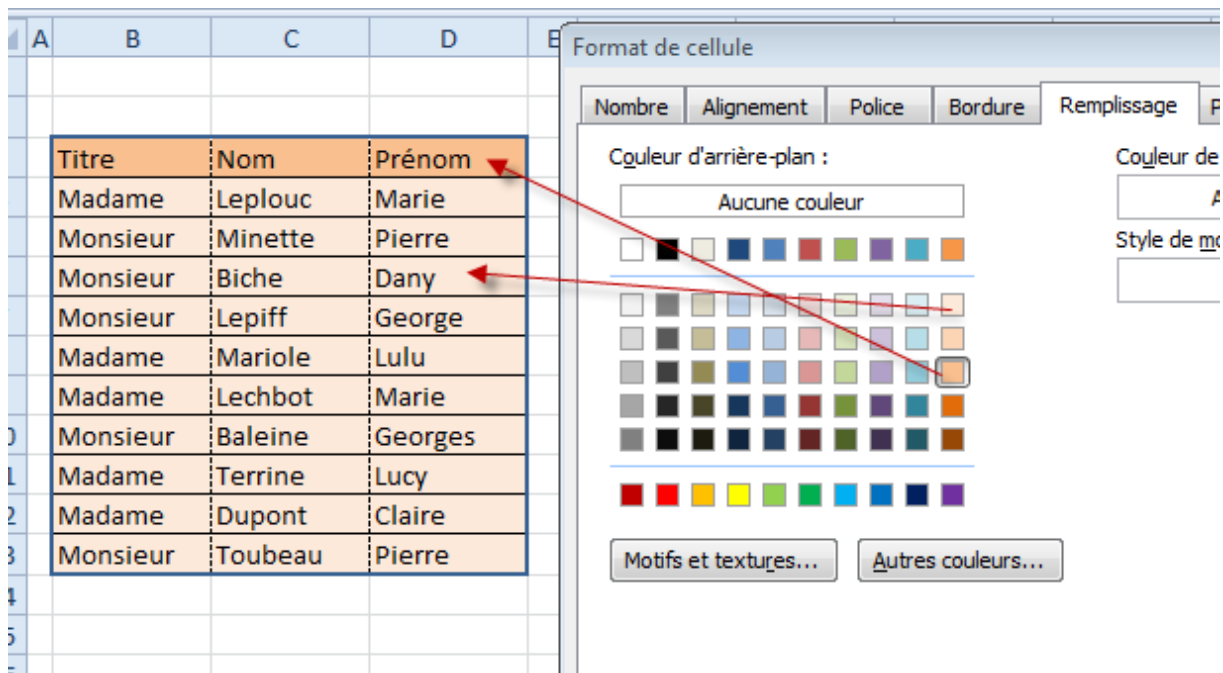 A B C D E
Titre Nom Prénom
Madame Leplouc Marie
Monsieur Minette Pierre
Monsieur Biche Dany
Monsieur Lepiff George
Madame Mariole Lulu
Madame Lechbot Marie
Monsieur Baleine Georges
Madame Terrine Lucy
Madame Dupont Claire
Monsieur Toubeau Pierre
Format de cellule
Nombre Alignement Police Bordure Remplissage P
Couleur d'arrière-plan : Couleur de
Aucune couleur A
Style de mo
Motifs et textures... Autres couleurs...